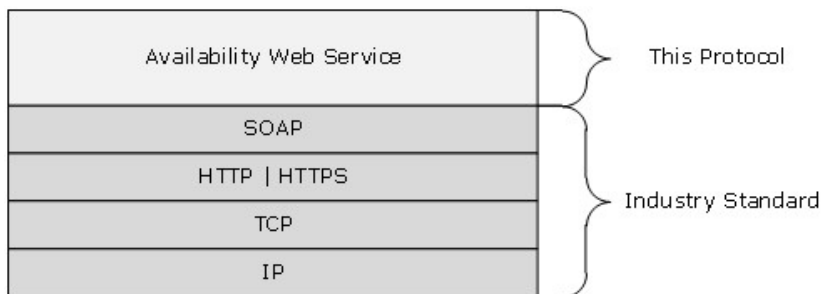 Availability Web Service
This Protocol
SOAP
HTTP | HTTPS
Industry Standard
TCP
IP